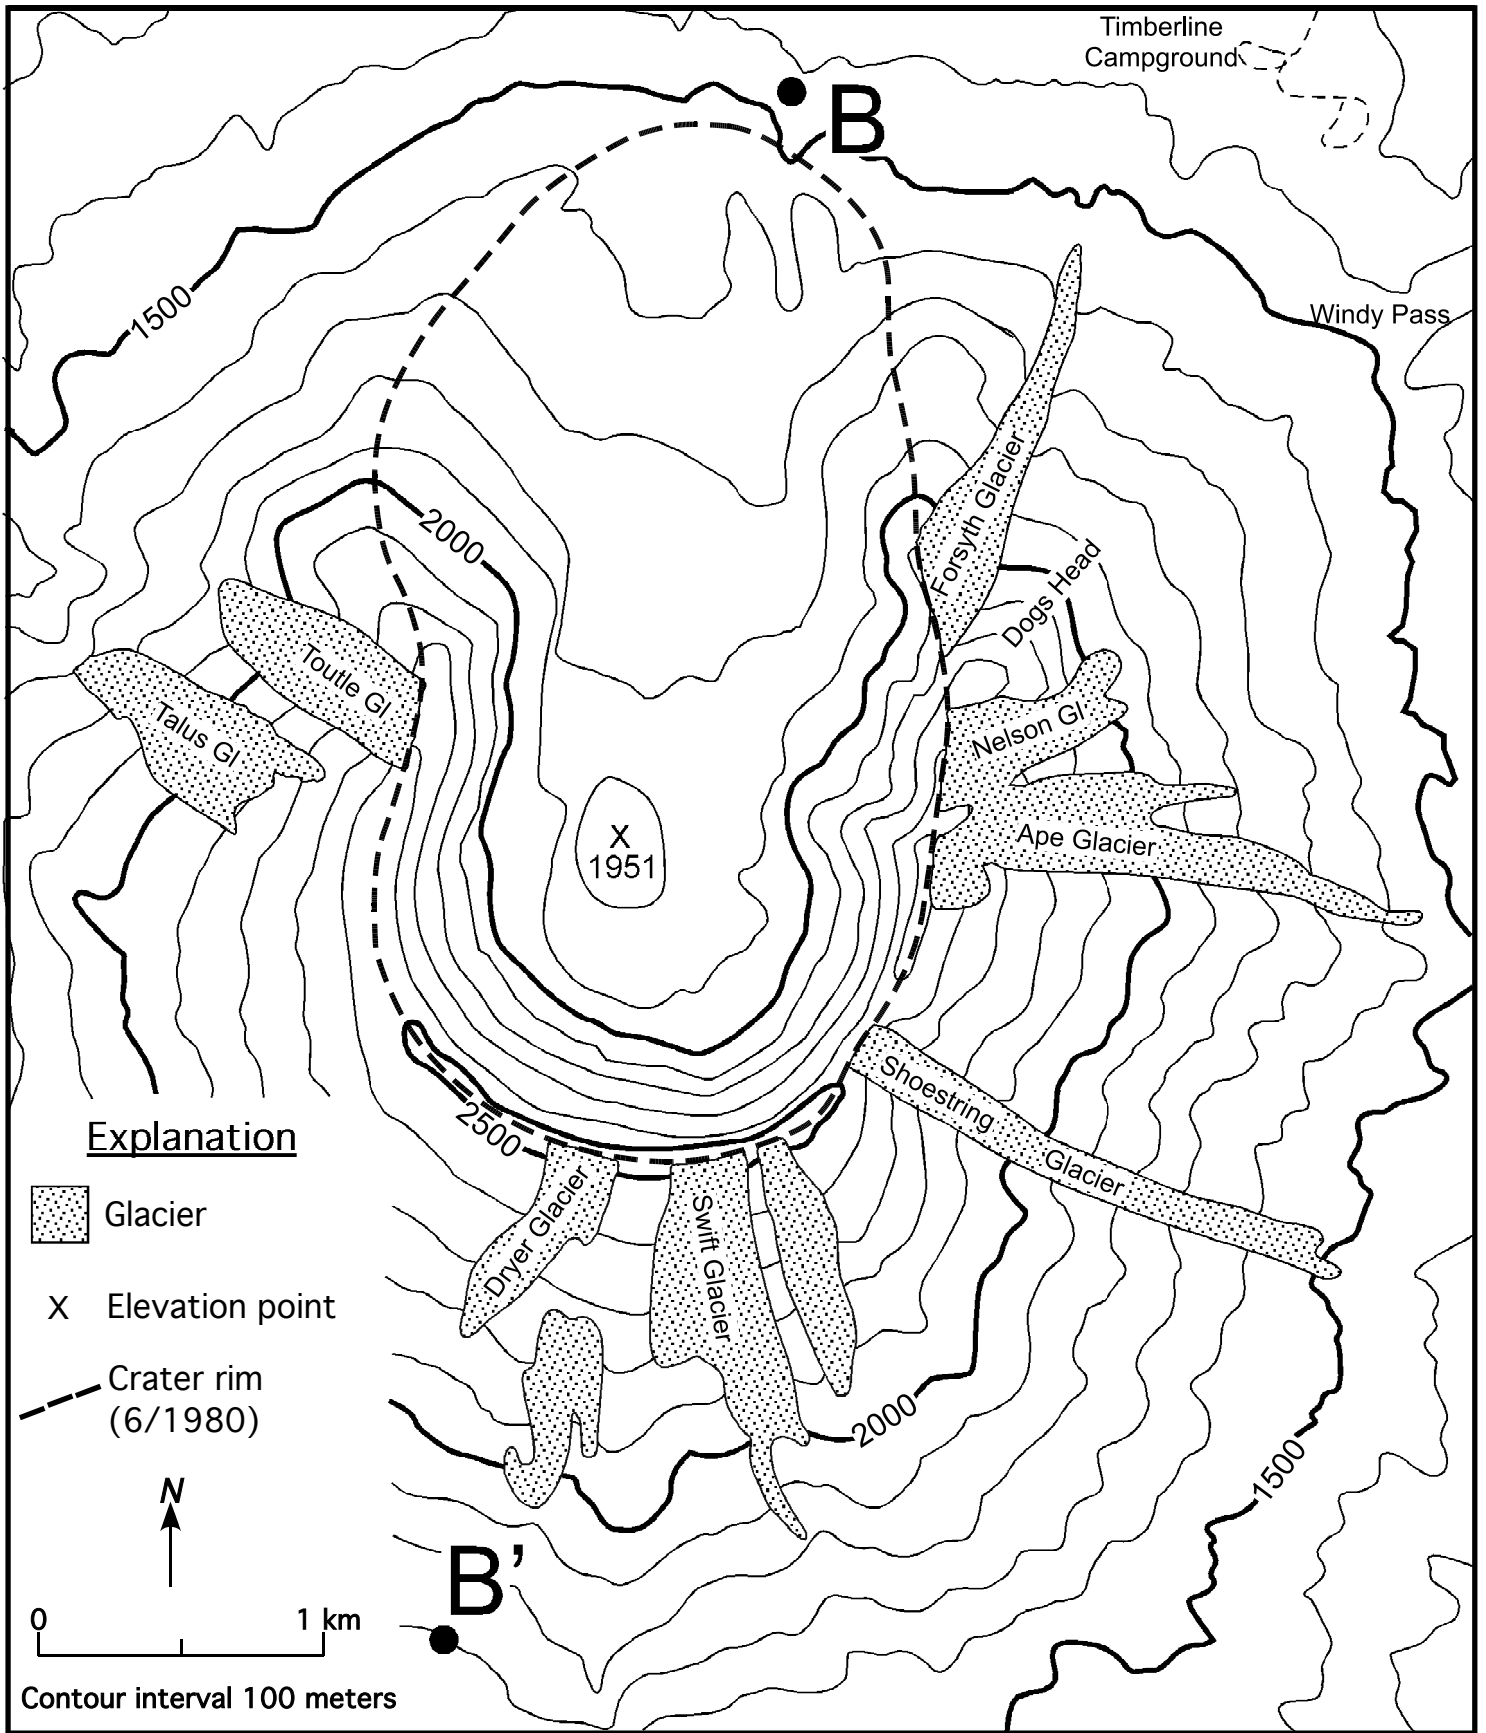 Timberline
Campground
B
1500
Windy Pass
2000
Forsyth Glacier
Dogs Head
Toutle Gl
Talus Gl
Nelson Gl
X
1951
Ape Glacier
Shoestring
Glacier
2500
Explanation
Glacier
X Elevation point
Crater rim
(6/1980)
N
0 1 km
Contour interval 100 meters
Dryer Glacier
Swift Glacier
2000
1500
B’